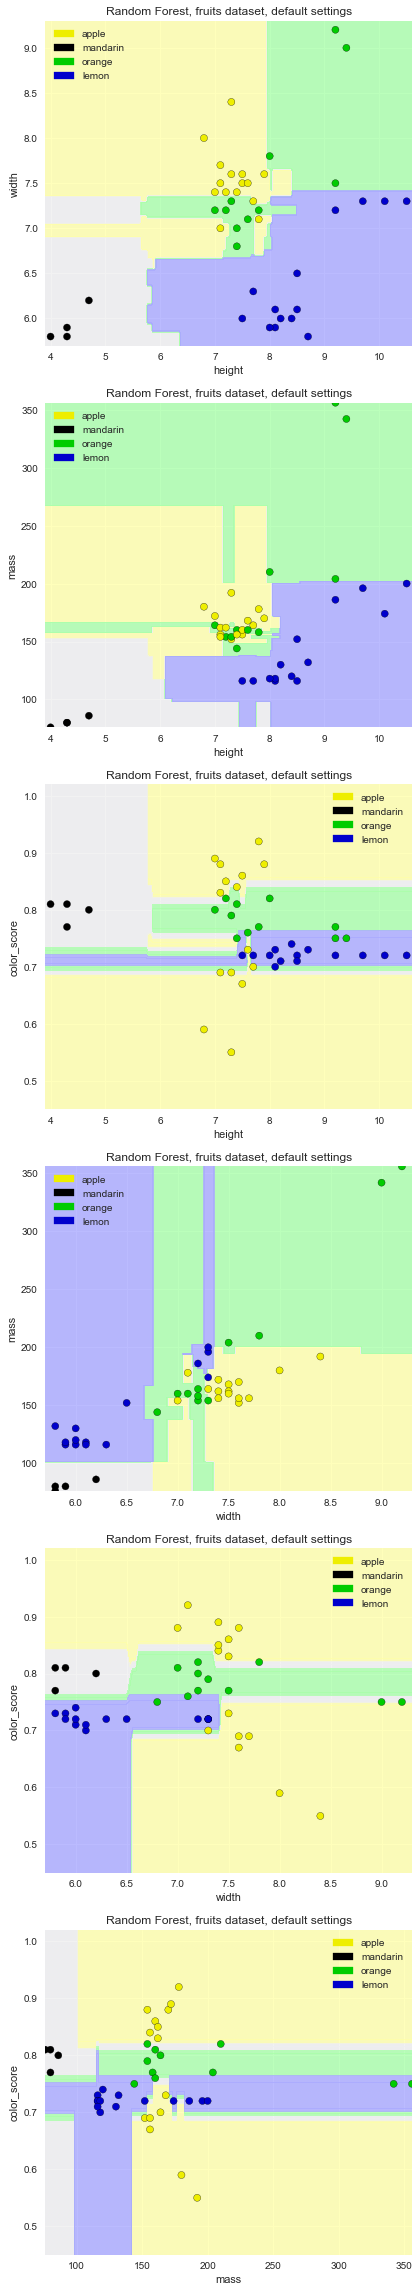 Random Forest, fruits dataset, default settings
apple
mandarin
orange
lemon
9.0
8.5
8.0
7.5
7.0
6.5
6.0
width
4 5 6 7 8 9 10
height
Random Forest, fruits dataset, default settings
apple
mandarin
orange
lemon
350
300
250
200
150
100
mass
4 5 6 7 8 9 10
height
Random Forest, fruits dataset, default settings
apple
mandarin
orange
lemon
1.0
0.9
0.8
0.7
0.6
0.5
color_score
4 5 6 7 8 9 10
height
Random Forest, fruits dataset, default settings
apple
mandarin
orange
lemon
350
300
250
200
150
100
mass
6.0 6.5 7.0 7.5 8.0 8.5 9.0
width
Random Forest, fruits dataset, default settings
apple
mandarin
orange
lemon
1.0
0.9
0.8
0.7
0.6
0.5
color_score
6.0 6.5 7.0 7.5 8.0 8.5 9.0
width
Random Forest, fruits dataset, default settings
apple
mandarin
orange
lemon
1.0
0.9
0.8
0.7
0.6
0.5
color_score
100 150 200 250 300 350
mass